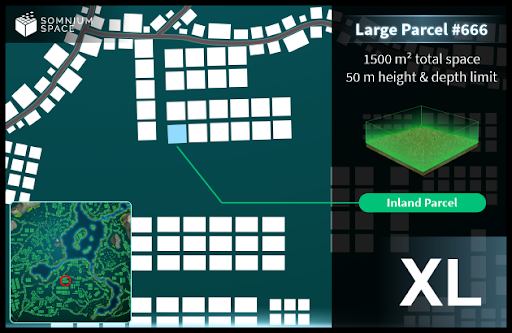 SOMNIUM
SPACE
Large Parcel #666
1500 m² total space
50 m height & depth limit
Inland Parcel
XL